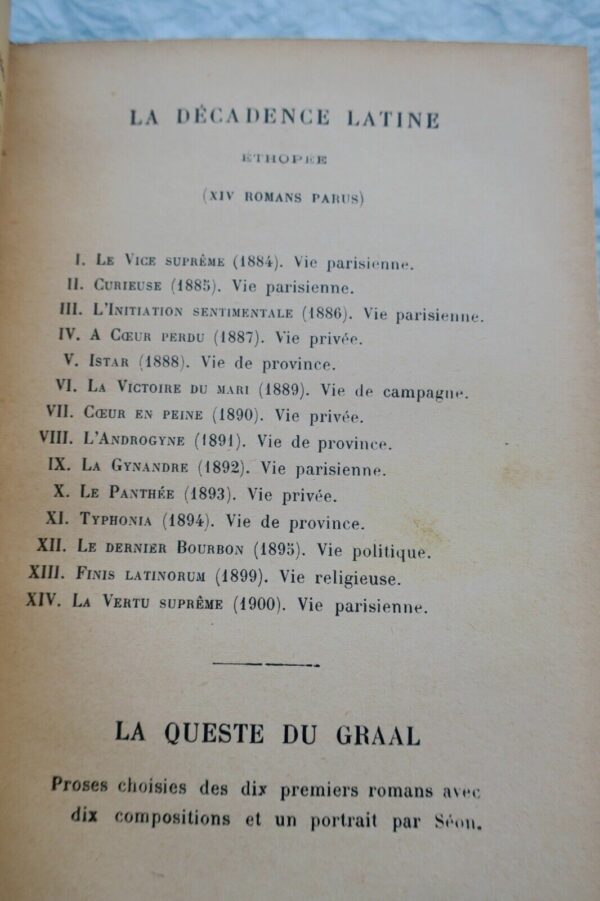 LA DÉCADENCE LATINE
ÉTHOPÉE
(XIV ROMANS PARUS)
I. LE VICE SUPRÊME (1884). Vie parisienne.
II. CURIEUSE (1885). Vie parisienne.
III. L'INITIATION SENTIMENTALE (1886). Vie parisienne.
IV. A CŒUR PERDU (1887). Vie privée.
V. ISTAR (1888). Vie de province.
VI. LA VICTOIRE DU MARI (1889). Vie de campagne.
VII. CŒUR EN PEINE (1890). Vie privée.
VIII. L'ANDROGYNE (1891). Vie de province.
IX. LA GYNANDRE (1892). Vie parisienne.
X. LE PANTHÉE (1893). Vie privée.
XI. TYPHONIA (1894). Vie de province.
XII. LE DERNIER BOURBON (1895). Vie politique.
XIII. FINIS LATINORUM (1899). Vie religieuse.
XIV. LA VERTU SUPRÊME (1900). Vie parisienne.
LA QUESTE DU GRAAL
Proses choisies des dix premiers romans avec
dix compositions et un portrait par Séon.